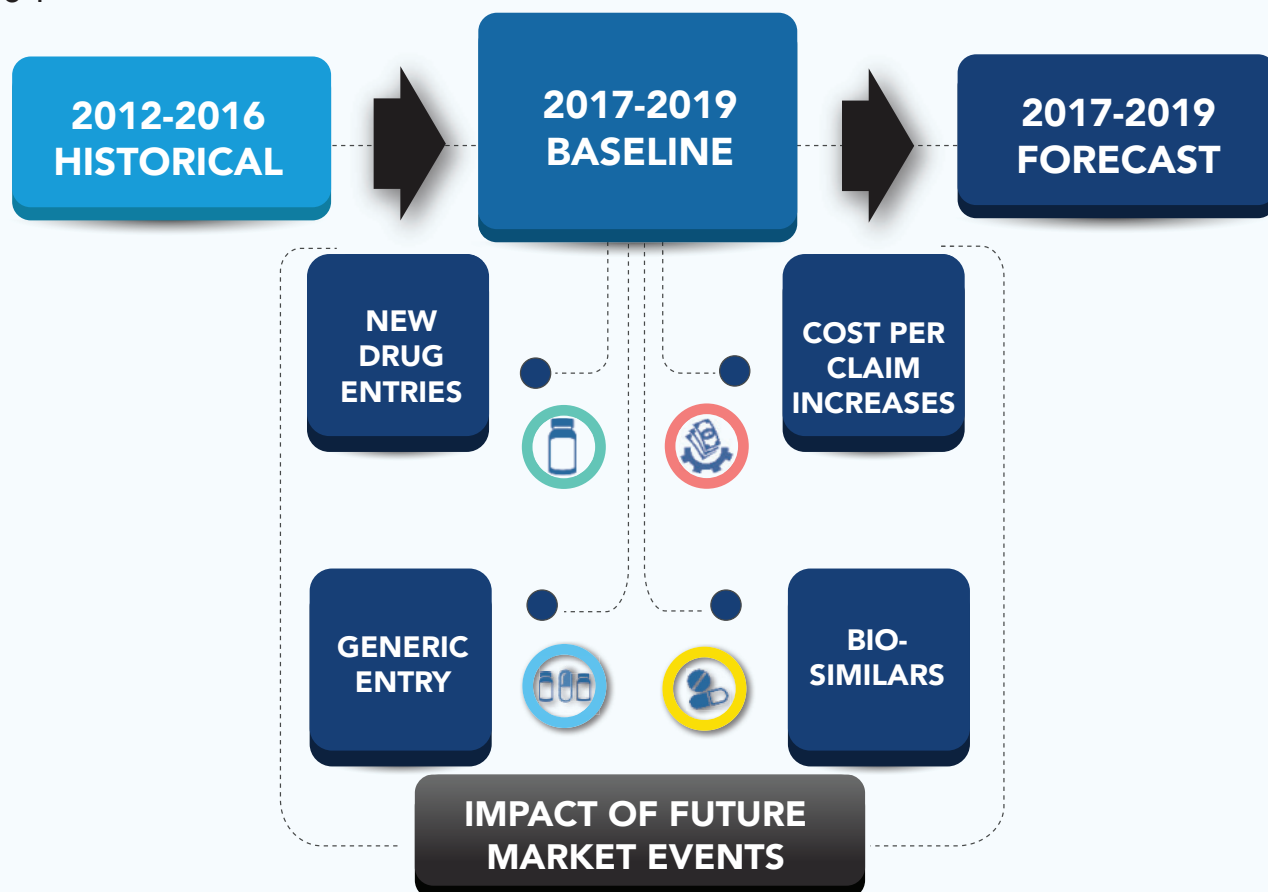 2012-2016
HISTORICAL
2017-2019
BASELINE
2017-2019
FORECAST
NEW
DRUG
ENTRIES
COST PER
CLAIM
INCREASES
GENERIC
ENTRY
BIO-
SIMILARS
IMPACT OF FUTURE
MARKET EVENTS